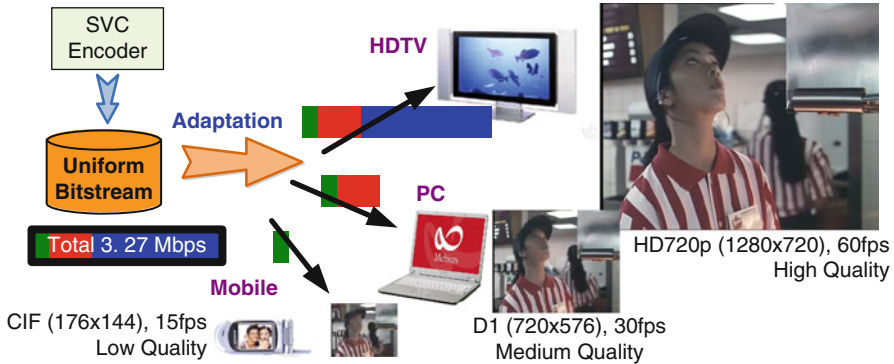 SVC
Encoder
HDTV
Adaptation
Uniform
Bitstream
PC
Total 3. 27 Mbps
HD720p (1280x720), 60fps
High Quality
Mobile
CIF (176x144), 15fps
Low Quality
D1 (720x576), 30fps
Medium Quality
Mebius